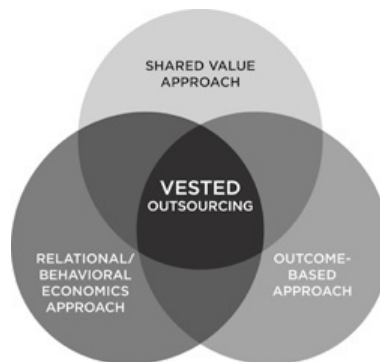 SHARED VALUE
APPROACH
VESTED
OUTSOURCING
RELATIONAL/
BEHAVIORAL
ECONOMICS
APPROACH
OUTCOME-
BASED
APPROACH